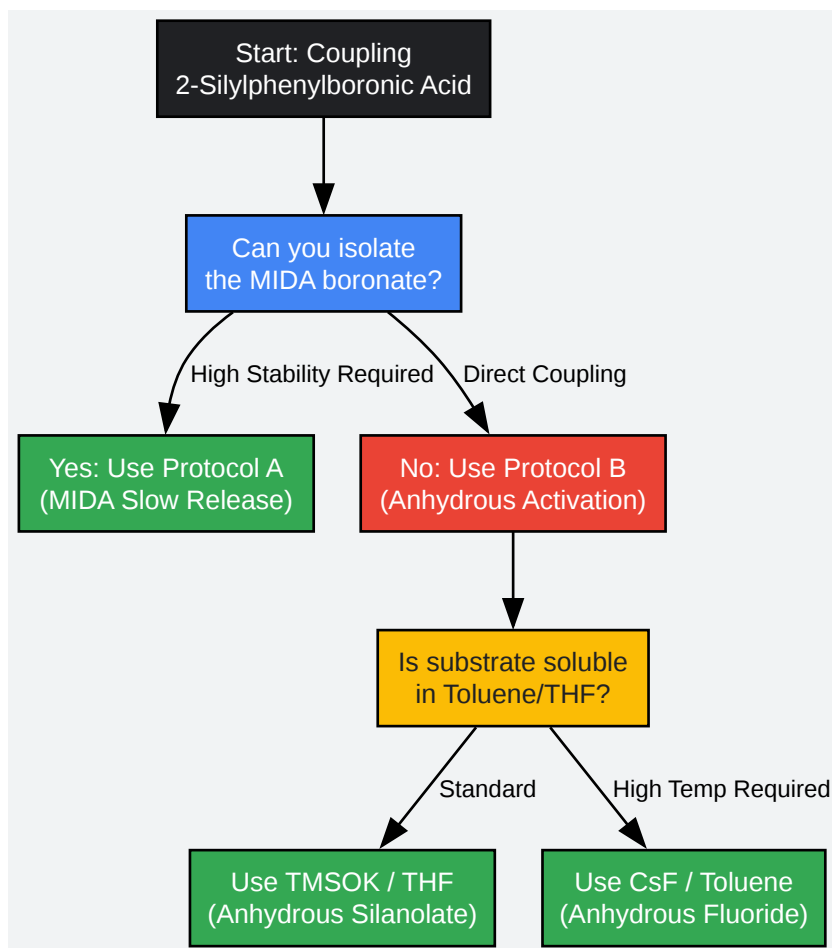 Start: Coupling
2-Silylphenylboronic Acid
Can you isolate
the MIDA boronate?
High Stability Required
Direct Coupling
Yes: Use Protocol A
(MIDA Slow Release)
No: Use Protocol B
(Anhydrous Activation)
Is substrate soluble
in Toluene/THF?
Standard
High Temp Required
Use TMSOK / THF
(Anhydrous Silanolate)
Use CsF / Toluene
(Anhydrous Fluoride)